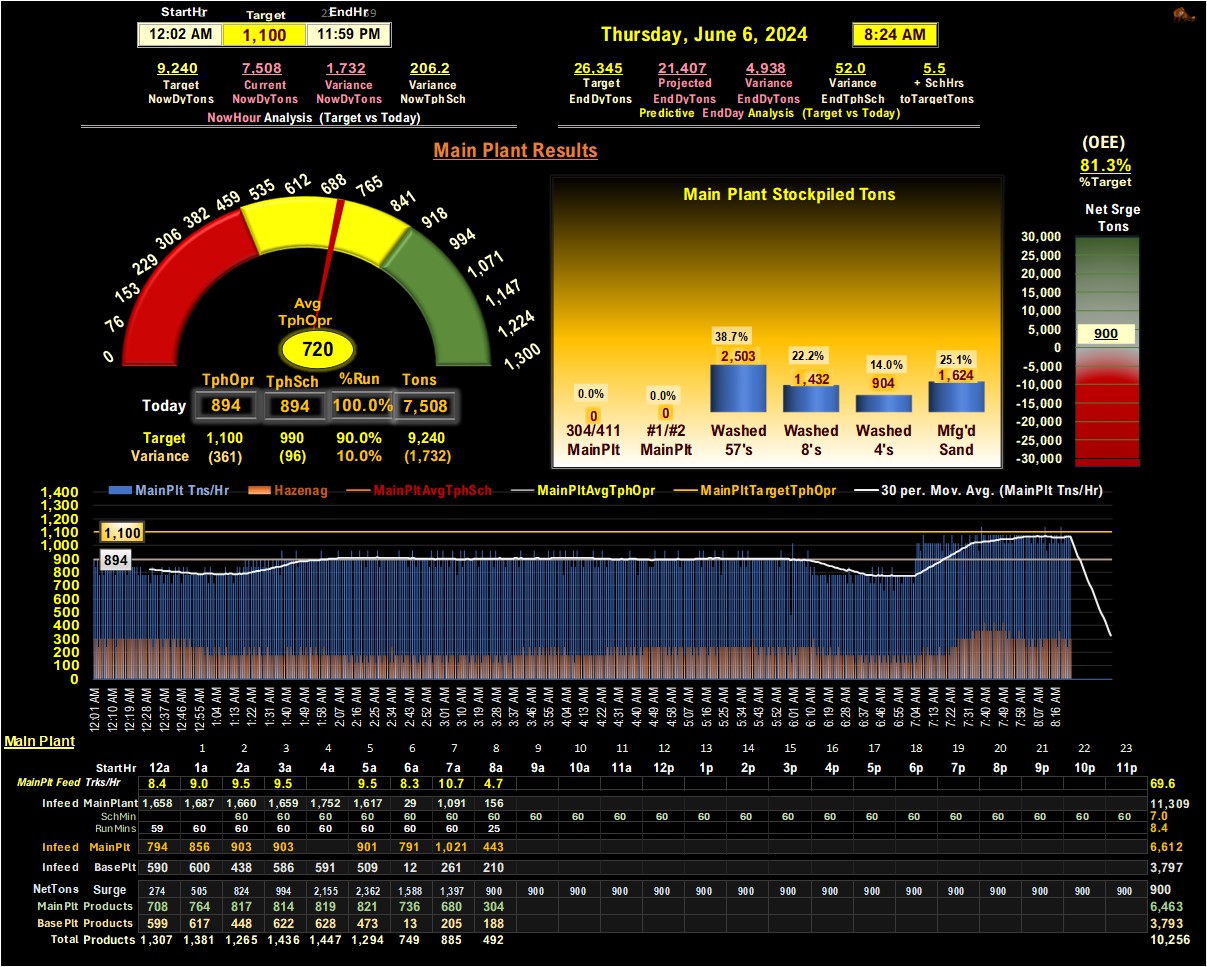 StartHr Target EndHr
12:02 AM 1,100 11:59 PM
Thursday, June 6, 2024 8:24 AM
9,240 7,508 1,732 206.2
Target Current Variance Variance
NowDyTons NowDyTons NowDyTons NowTphSch
NowHour Analysis (Target vs Today)
26,345 21,407 4,938 52.0 5.5
Target Projected Variance Variance + SchHrs
EndDyTons EndDyTons EndDyTons EndTphSch toTargetTons
Predictive EndDay Analysis (Target vs Today)
Main Plant Results
(OEE)
81.3%
%Target
Net Srge
Tons
30,000
25,000
20,000
15,000
10,000
5,000
0
-5,000
-10,000
-15,000
-20,000
-25,000
-30,000
900
0 76 153 229 306 382 459 535 612 688 765 841 918 994 1,071 1,147 1,224 1,300
Avg
TphOpr
720
TphOpr TphSch %Run Tons
Today 894 894 100.0% 7,508
Target 1,100 990 90.0% 9,240
Variance (361) (96) 10.0% (1,732)
Main Plant Stockpiled Tons
0.0% 0.0% 38.7% 22.2% 14.0% 25.1%
0 0 2,503 1,432 904 1,624
304/411 #1/#2 Washed Washed Washed Mfg'd
MainPlt MainPlt 57's 8's 4's Sand
MainPlt Tns/Hr Hazenag MainPltAvgTphSch MainPltAvgTphOpr MainPltTargetTphOpr 30 per. Mov. Avg. (MainPlt Tns/Hr)
1,400
1,300
1,200
1,100
1,000
900
800
700
600
500
400
300
200
100
0
1,100
894
12:01 AM 12:10 AM 12:19 AM 12:28 AM 12:37 AM 12:46 AM 12:55 AM 1:04 AM 1:13 AM 1:22 AM 1:31 AM 1:40 AM 1:49 AM 1:58 AM 2:07 AM 2:16 AM 2:25 AM 2:34 AM 2:43 AM 2:52 AM 3:01 AM 3:10 AM 3:19 AM 3:28 AM 3:37 AM 3:46 AM 3:55 AM 4:04 AM 4:13 AM 4:22 AM 4:31 AM 4:40 AM 4:49 AM 4:58 AM 5:07 AM 5:16 AM 5:25 AM 5:34 AM 5:43 AM 5:52 AM 6:01 AM 6:10 AM 6:19 AM 6:28 AM 6:37 AM 6:46 AM 6:55 AM 7:04 AM 7:13 AM 7:22 AM 7:31 AM 7:40 AM 7:49 AM 7:58 AM 8:07 AM 8:16 AM
Main Plant
1 2 3 4 5 6 7 8 9 10 11 12 13 14 15 16 17 18 19 20 21 22 23
StartHr 12a 1a 2a 3a 4a 5a 6a 7a 8a 9a 10a 11a 12p 1p 2p 3p 4p 5p 6p 7p 8p 9p 10p 11p
MainPlt Feed Trks/Hr 8.4 9.0 9.5 9.5 9.5 8.3 10.7 4.7 69.6
Infeed MainPlant 1,658 1,687 1,660 1,659 1,752 1,617 29 1,091 156 11,309
SchMin 60 60 60 60 60 60 60 60 60 60 60 60 60 60 60 60 60 60 60 60 60 60 7.0
RunMins 59 60 60 60 60 60 60 60 25 8.4
Infeed MainPlt 794 856 903 903 901 791 1,021 443 6,612
Infeed BasePlt 590 600 438 586 591 509 12 261 210 3,797
NetTons Surge 274 505 824 994 2,155 2,362 1,588 1,397 900 900 900 900 900 900 900 900 900 900 900 900 900 900 900 900 900
MainPlt Products 708 764 817 814 819 821 736 680 304 6,463
BasePlt Products 599 617 448 622 628 473 13 205 188 3,793
Total Products 1,307 1,381 1,265 1,436 1,447 1,294 749 885 492 10,256